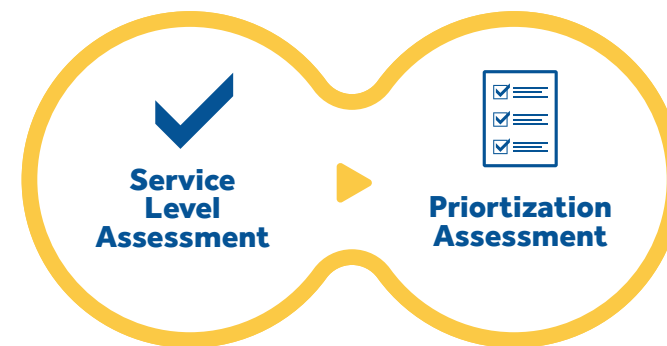 Service
Level
Assessment
Priortization
Assessment